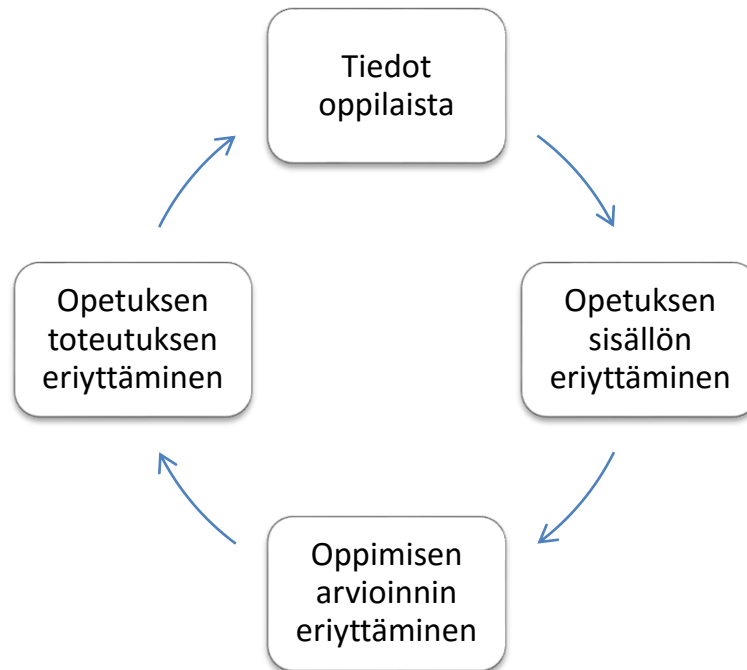 Tiedot
oppilaista
Opetuksen
sisällön
eriyttäminen
Oppimisen
arvioinnin
eriyttäminen
Opetuksen
toteutuksen
eriyttäminen